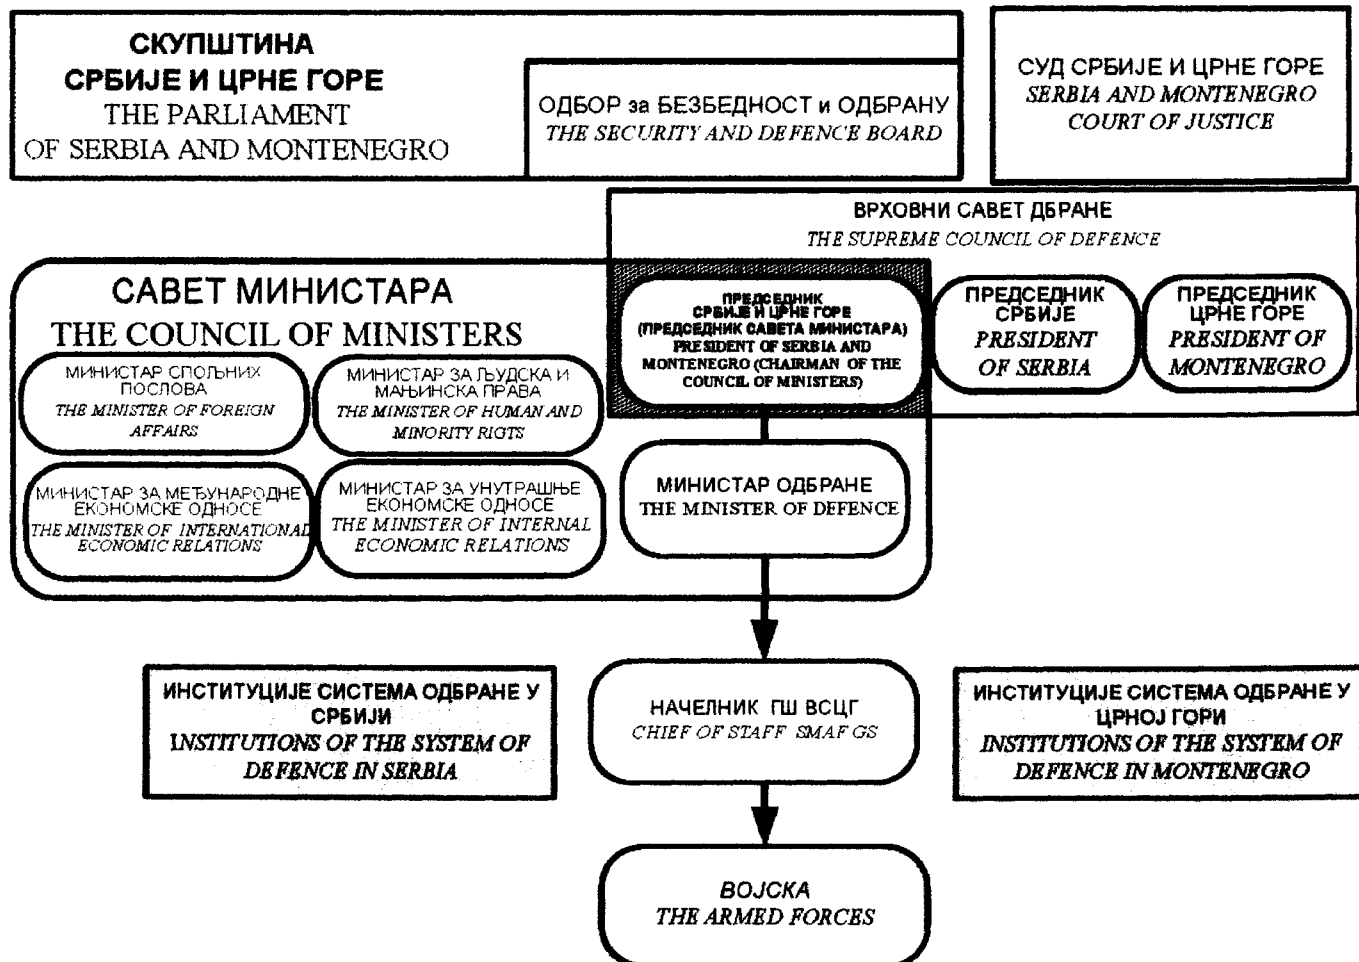 СКУПШТИНА
СРБИЈЕ И ЦРНЕ ГОРЕ
THE PARLIAMENT
OF SERBIA AND MONTENEGRO
ОДБОР за БЕЗБЕДНОСТ и ОДБРАНУ
THE SECURITY AND DEFENCE BOARD
СУД СРБИЈЕ И ЦРНЕ ГОРЕ
SERBIA AND MONTENEGRO
COURT OF JUSTICE
ВРХОВНИ САВЕТ ДБРАНЕ
THE SUPREME COUNCIL OF DEFENCE
САВЕТ МИНИСТАРА
THE COUNCIL OF MINISTERS
ПРЕДСЕДНИК
СРБИЈЕ И ЦРНЕ ГОРЕ
(ПРЕДСЕДНИК САВЕТА МИНИСТАРА)
PRESIDENT OF SERBIA AND
MONTENEGRO (CHAIRMAN OF THE
COUNCIL OF MINISTERS)
ПРЕДСЕДНИК
СРБИЈЕ
PRESIDENT
OF SERBIA
ПРЕДСЕДНИК
ЦРНЕ ГОРЕ
PRESIDENT OF
MONTENEGRO
МИНИСТАР СПОЉНИХ
ПОСЛОВА
THE MINISTER OF FOREIGN
AFFAIRS
МИНИСТАР ЗА ЉУДСКА И
МАЊИНСКА ПРАВА
THE MINISTER OF HUMAN AND
MINORITY RIGTS
МИНИСТАР ЗА МЕЂУНАРОДНЕ
ЕКОНОМСКЕ ОДНОСЕ
THE MINISTER OF INTERNATIONAL
ECONOMIC RELATIONS
МИНИСТАР ЗА УНУТРАШЊЕ
ЕКОНОМСКЕ ОДНОСЕ
THE MINISTER OF INTERNAL
ECONOMIC RELATIONS
МИНИСТАР ОДБРАНЕ
THE MINISTER OF DEFENCE
ИНСТИТУЦИЈЕ СИСТЕМА ОДБРАНЕ У
СРБИЈИ
INSTITUTIONS OF THE SYSTEM OF
DEFENCE IN SERBIA
НАЧЕЛНИК ГШ ВСЦГ
CHIEF OF STAFF SMAF GS
ИНСТИТУЦИЈЕ СИСТЕМА ОДБРАНЕ У
ЦРНОЈ ГОРИ
INSTITUTIONS OF THE SYSTEM OF
DEFENCE IN MONTENEGRO
ВОЈСКА
THE ARMED FORCES